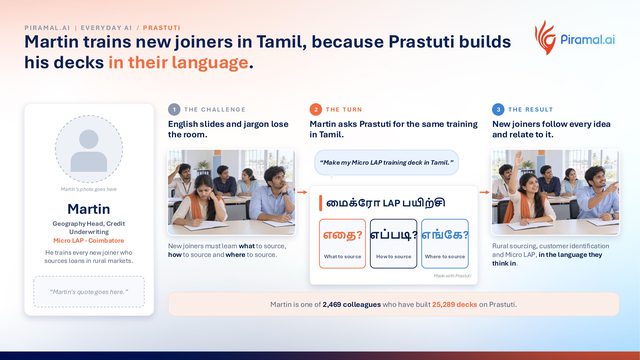 PIRAMAL.AI | EVERYDAY AI / PRASTUTI
Martin trains new joiners in Tamil, because Prastuti builds
his decks in their language.
Piramal.ai
Martin's photo goes here
Martin
Geography Head, Credit
Underwriting
Micro LAP - Coimbatore
He trains every new joiner who
sources loans in rural markets.
"Martin's quote goes here."
1 THE CHALLENGE
English slides and jargon lose
the room.
New joiners must learn what to source,
how to source and where to source.
2 THE TURN
Martin asks Prastuti for the same training
in Tamil.
"Make my Micro LAP training deck in Tamil."
மைக்ரோ LAP பயிற்சி
எதை?
What to source
எப்படி?
How to source
எங்கே?
Where to source
Made with Prastuti
3 THE RESULT
New joiners follow every idea
and relate to it.
Rural sourcing, customer identification
and Micro LAP, in the language they
think in.
Martin is one of 2,469 colleagues who have built 25,289 decks on Prastuti.